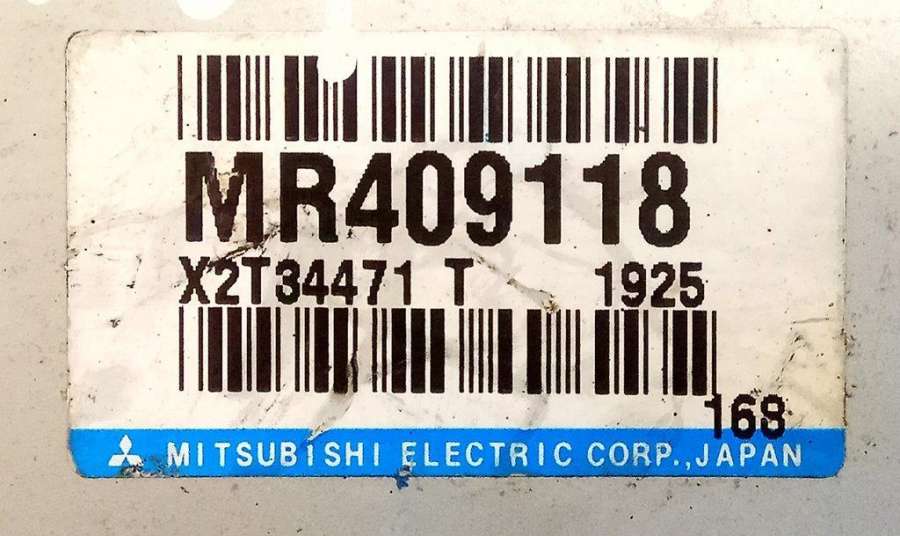 MR409118
X2T34471 T 1925
168
MITSUBISHI ELECTRIC CORP.,JAPAN